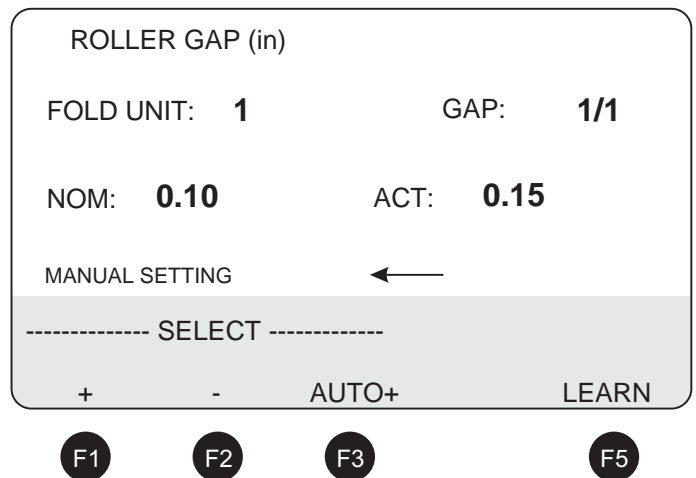 ROLLER GAP (in)
FOLD UNIT: 1 GAP: 1/1
NOM: 0.10 ACT: 0.15
MANUAL SETTING
-------------- SELECT -------------
+ - AUTO+ LEARN
F1 F2 F3 F5